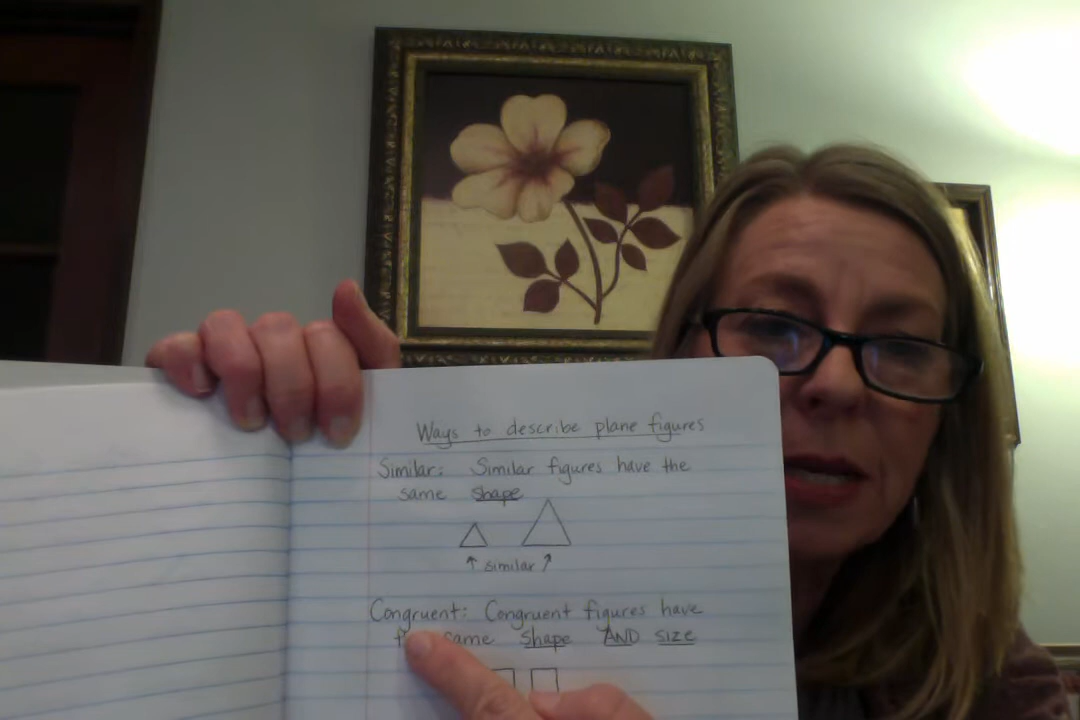 Ways to describe plane figures
Similar: Similar figures have the
same shape
similar
Congruent: Congruent figures have
same shape AND size